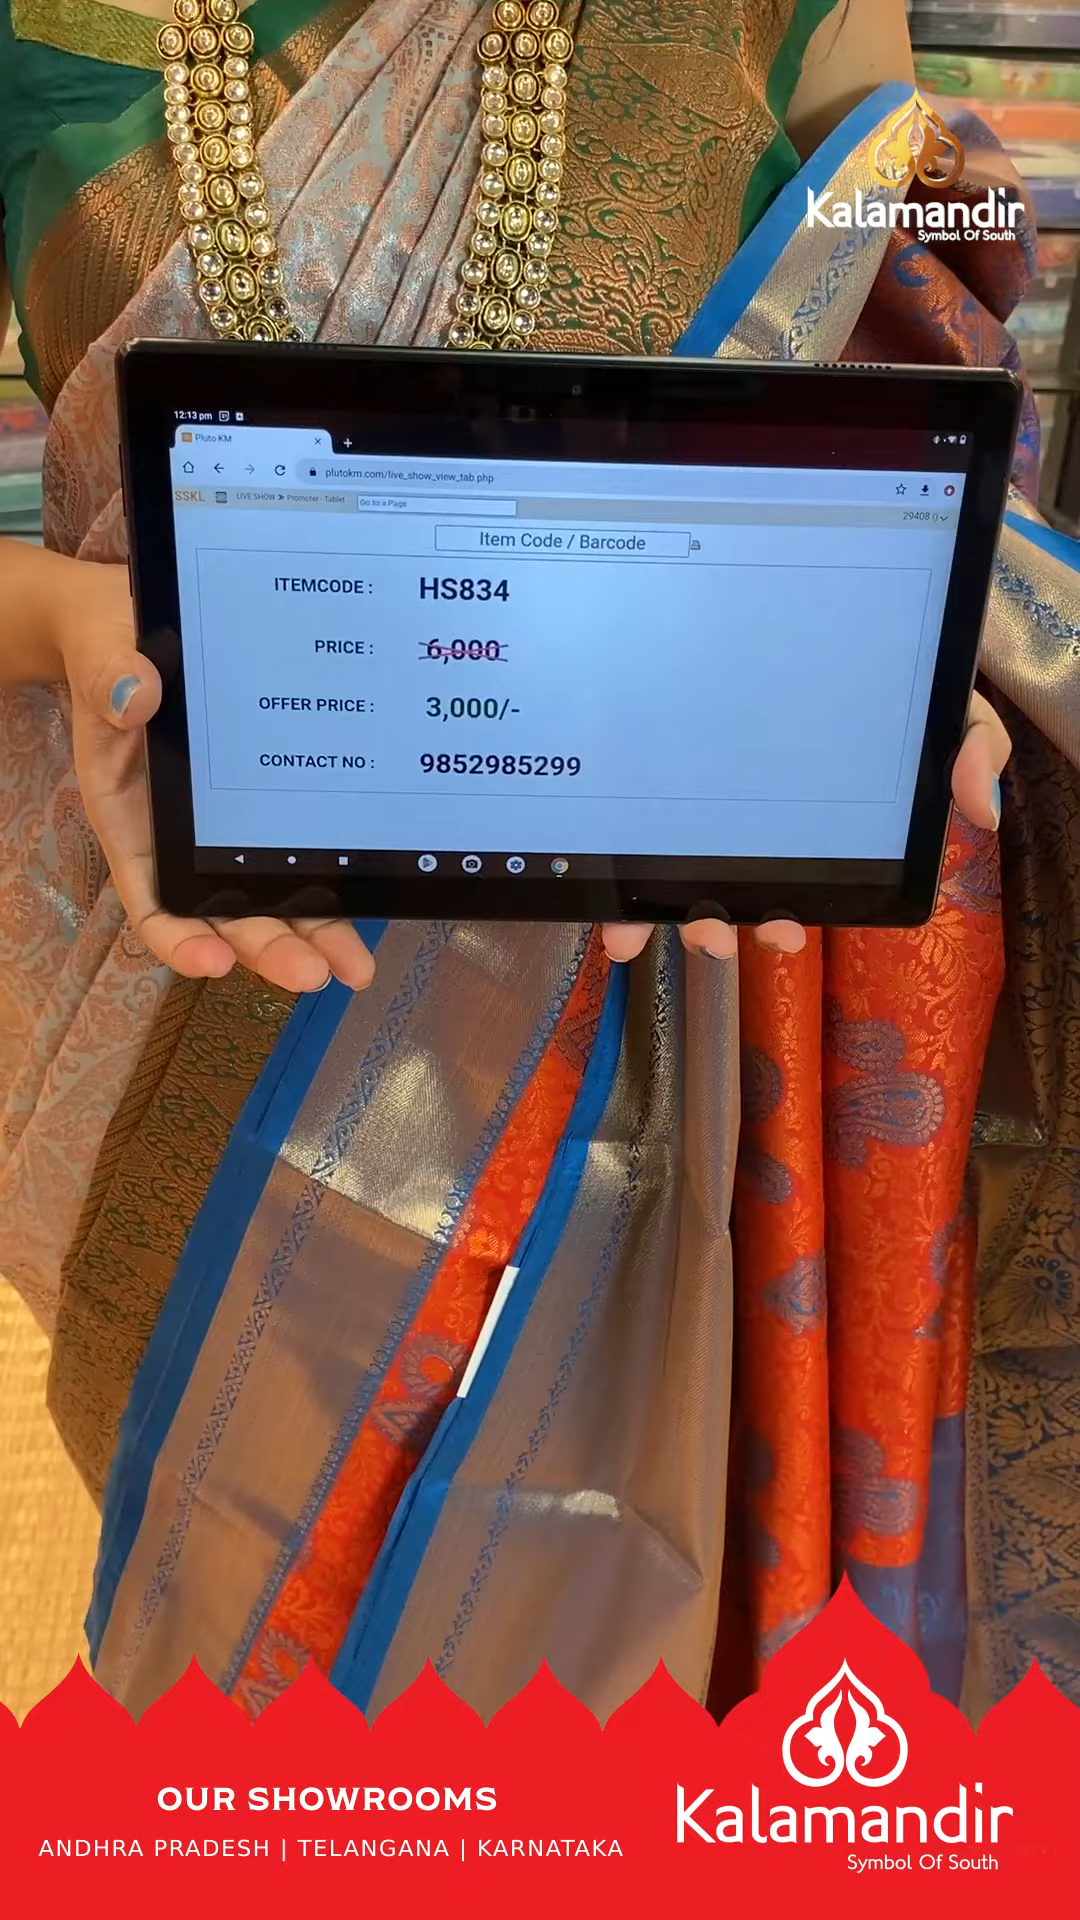 Kalamandir
Symbol Of South
12:13 pm
Pluto KM
plutokm.com/live_show_view_tab.php
SSKL
LIVE SHOW » Promoter - Tablet
Go to a Page
29408 ()
Item Code / Barcode
ITEMCODE : HS834
PRICE : 6,000
OFFER PRICE : 3,000/-
CONTACT NO : 9852985299
OUR SHOWROOMS
ANDHRA PRADESH | TELANGANA | KARNATAKA
Kalamandir
Symbol Of South